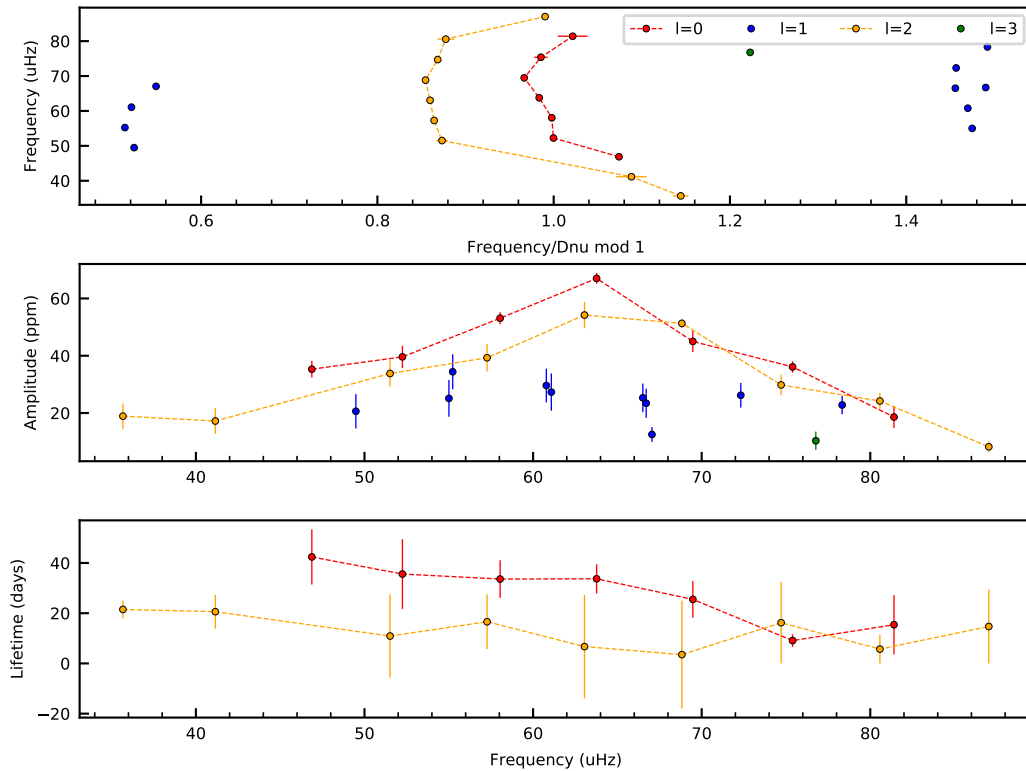 l=0 l=1 l=2 l=3
Frequency (uHz)
80
70
60
50
40
0.6 0.8 1.0 1.2 1.4
Frequency/Dnu mod 1
Amplitude (ppm)
60
40
20
40 50 60 70 80
Lifetime (days)
40
20
0
−20
40 50 60 70 80
Frequency (uHz)